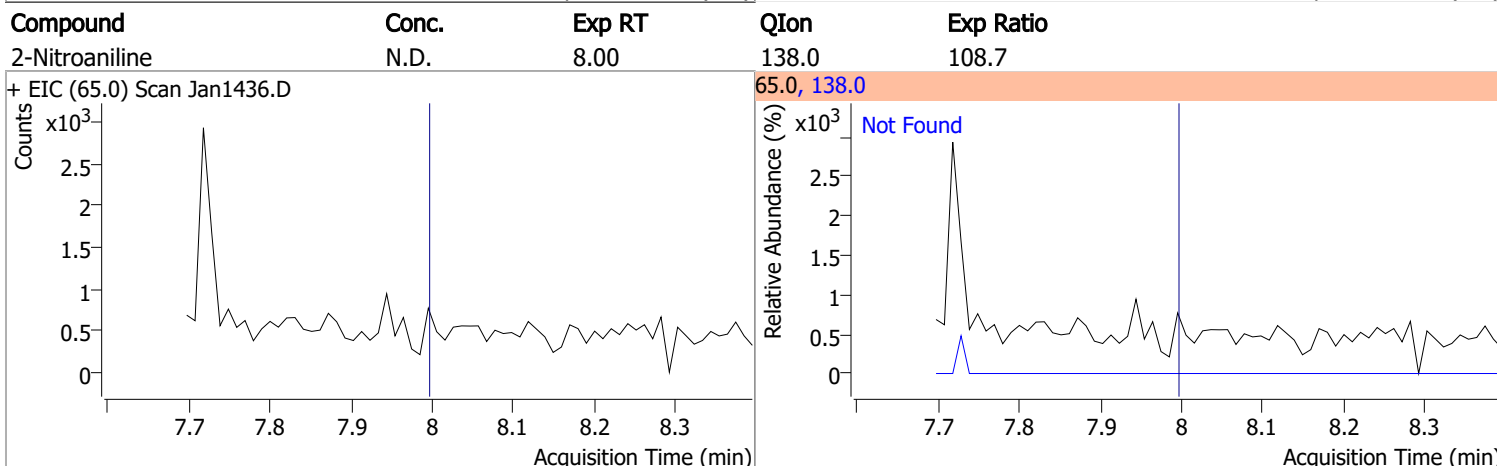 Compound Conc. Exp RT QIon Exp Ratio
2-Nitroaniline N.D. 8.00 138.0 108.7
+ EIC (65.0) Scan Jan1436.D
Counts
x10³
2.5
2
1.5
1
0.5
0
7.7 7.8 7.9 8 8.1 8.2 8.3
Acquisition Time (min)
65.0, 138.0
Relative Abundance (%)
x10³
Not Found
2.5
2
1.5
1
0.5
0
7.7 7.8 7.9 8 8.1 8.2 8.3
Acquisition Time (min)